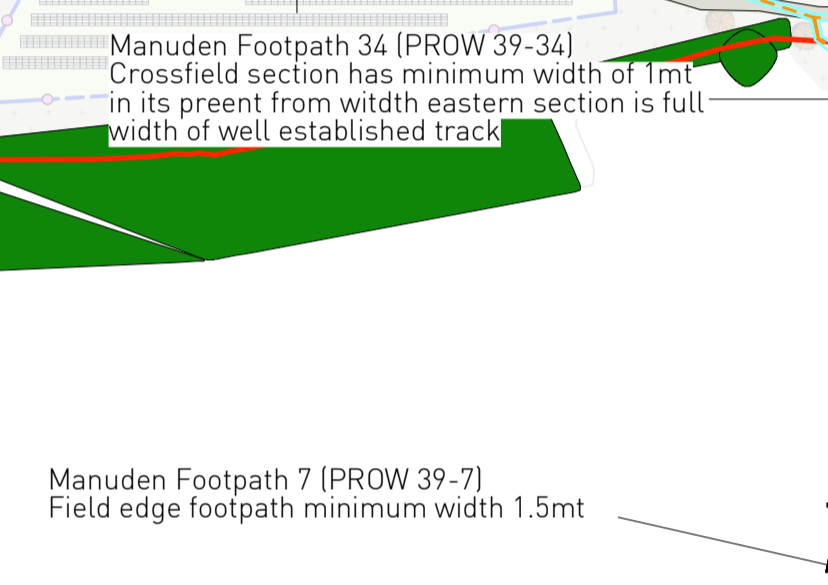 Manuden Footpath 34 (PROW 39-34)
Crossfield section has minimum width of 1mt
in its preent from witdth eastern section is full
width of well established track
Manuden Footpath 7 (PROW 39-7)
Field edge footpath minimum width 1.5mt